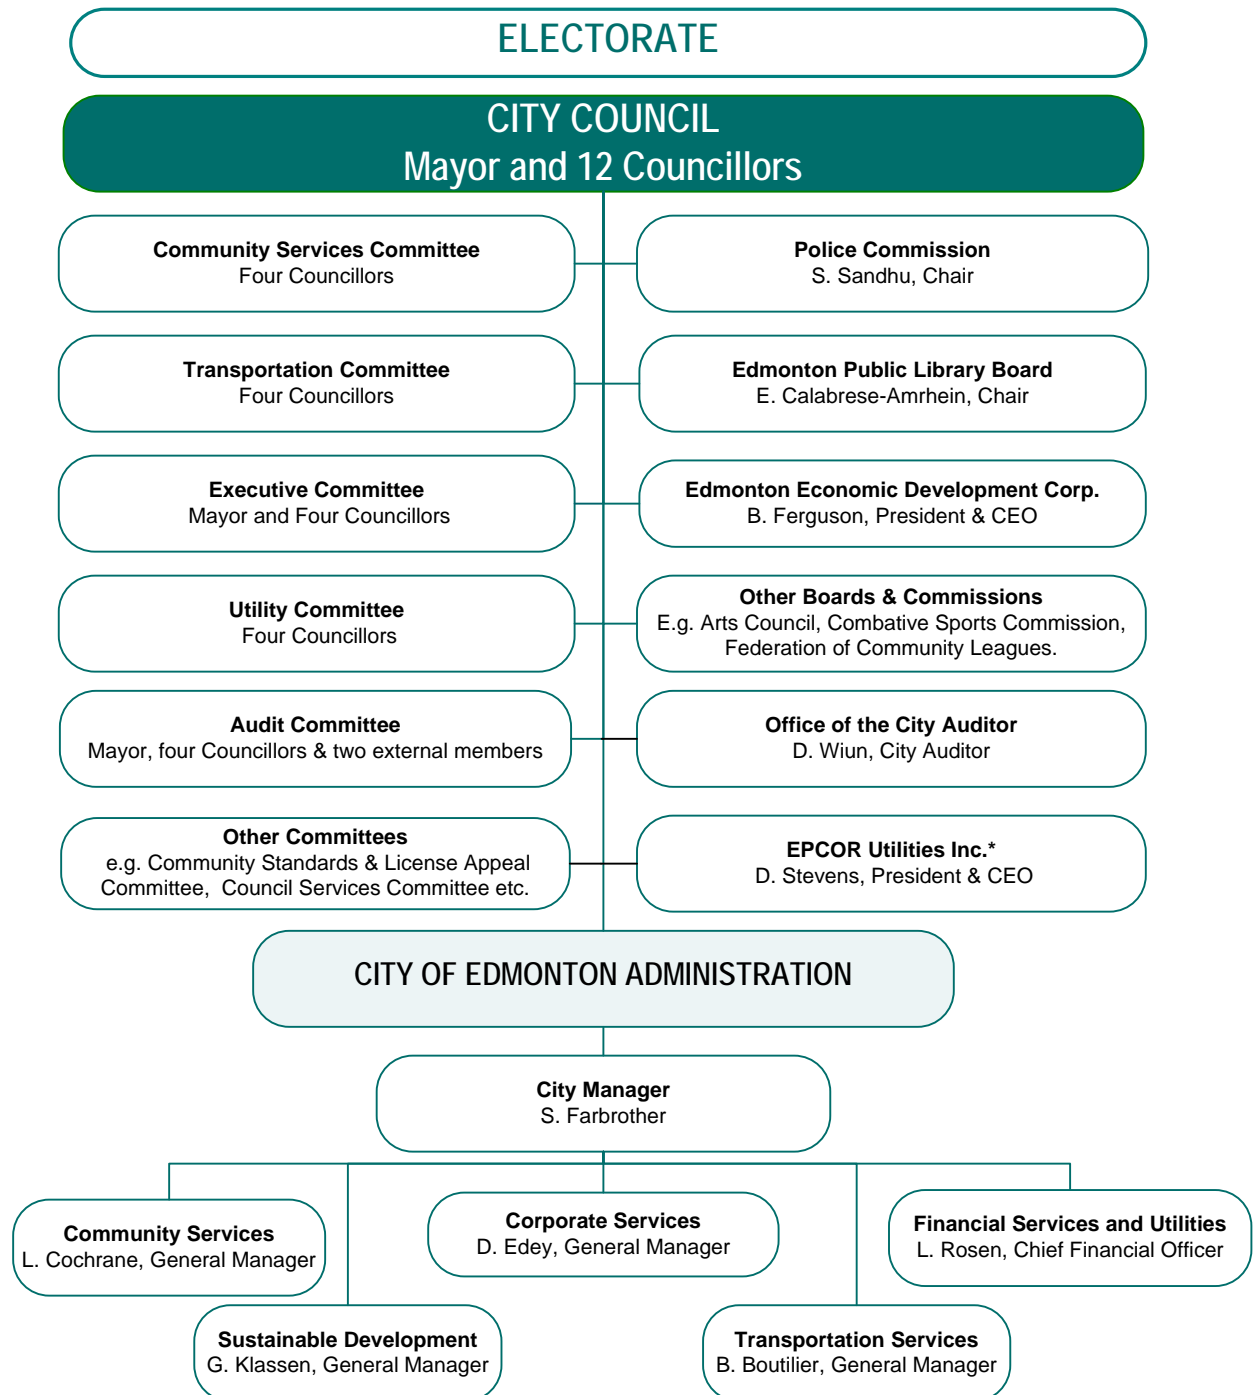 ELECTORATE
CITY COUNCIL
Mayor and 12 Councillors
Community Services Committee
Four Councillors
Police Commission
S. Sandhu, Chair
Transportation Committee
Four Councillors
Edmonton Public Library Board
E. Calabrese-Amrhein, Chair
Executive Committee
Mayor and Four Councillors
Edmonton Economic Development Corp.
B. Ferguson, President & CEO
Utility Committee
Four Councillors
Other Boards & Commissions
E.g. Arts Council, Combative Sports Commission,
Federation of Community Leagues.
Audit Committee
Mayor, four Councillors & two external members
Office of the City Auditor
D. Wiun, City Auditor
Other Committees
e.g. Community Standards & License Appeal
Committee, Council Services Committee etc.
EPCOR Utilities Inc.*
D. Stevens, President & CEO
CITY OF EDMONTON ADMINISTRATION
City Manager
S. Farbrother
Community Services
L. Cochrane, General Manager
Corporate Services
D. Edey, General Manager
Financial Services and Utilities
L. Rosen, Chief Financial Officer
Sustainable Development
G. Klassen, General Manager
Transportation Services
B. Boutilier, General Manager